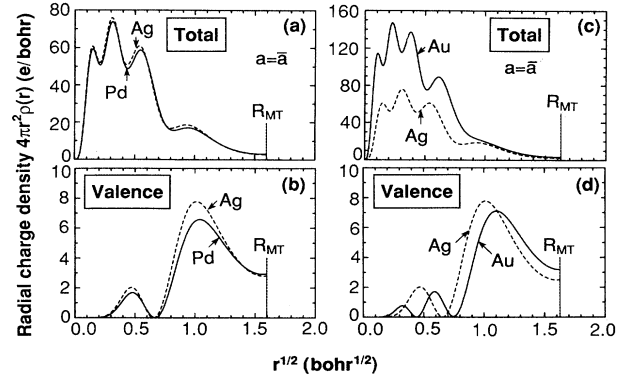 Radial charge density 4πr²ρ(r) (e/bohr)
80
60
40
20
0
Total
(a)
Ag
a=a̅
Pd
R_MT
160
120
80
40
0
Total
(c)
Au
a=a̅
Ag
R_MT
8
6
4
2
0
Valence
(b)
Ag
Pd
R_MT
0.0 0.5 1.0 1.5 2.0
10
8
6
4
2
0
Valence
(d)
Ag
Au
R_MT
0.0 0.5 1.0 1.5 2.0
r^1/2 (bohr^1/2)